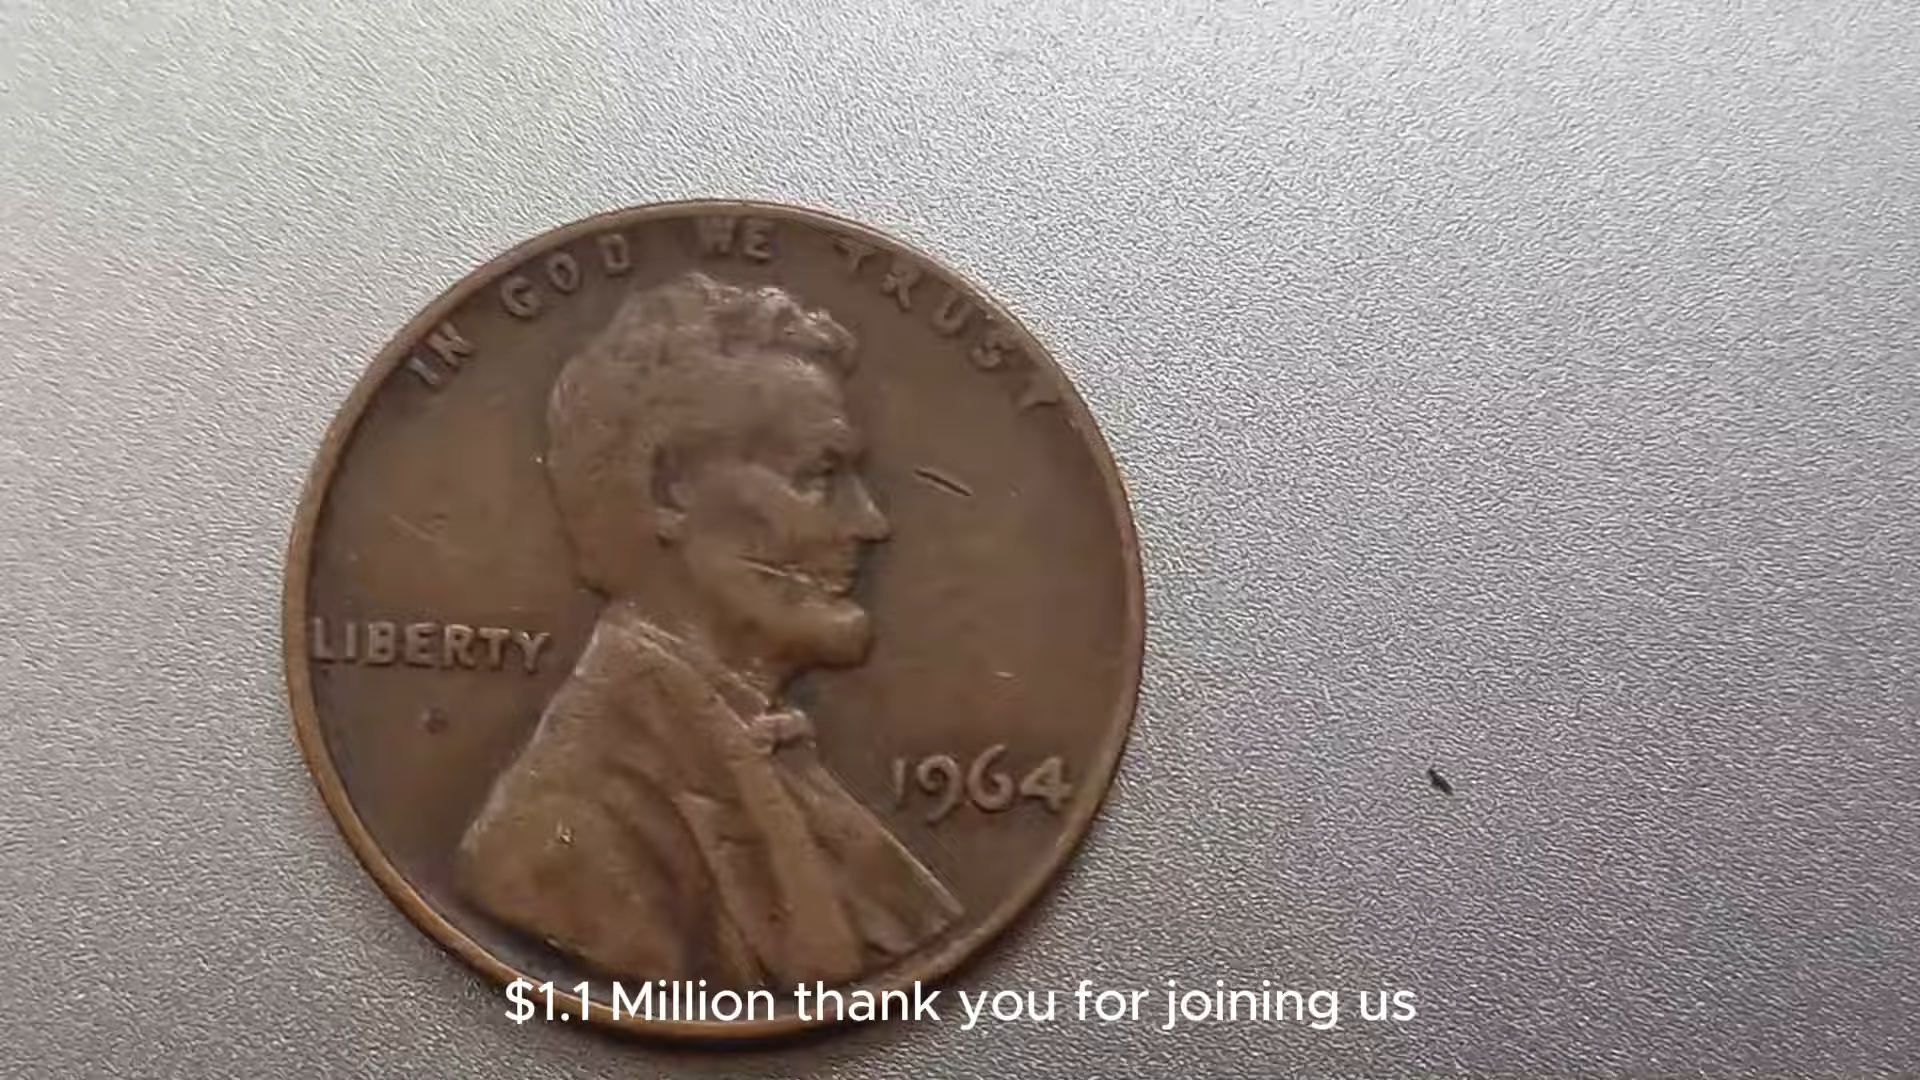 IN GOD WE TRUST
LIBERTY
1964
$1.1 Million thank you for joining us